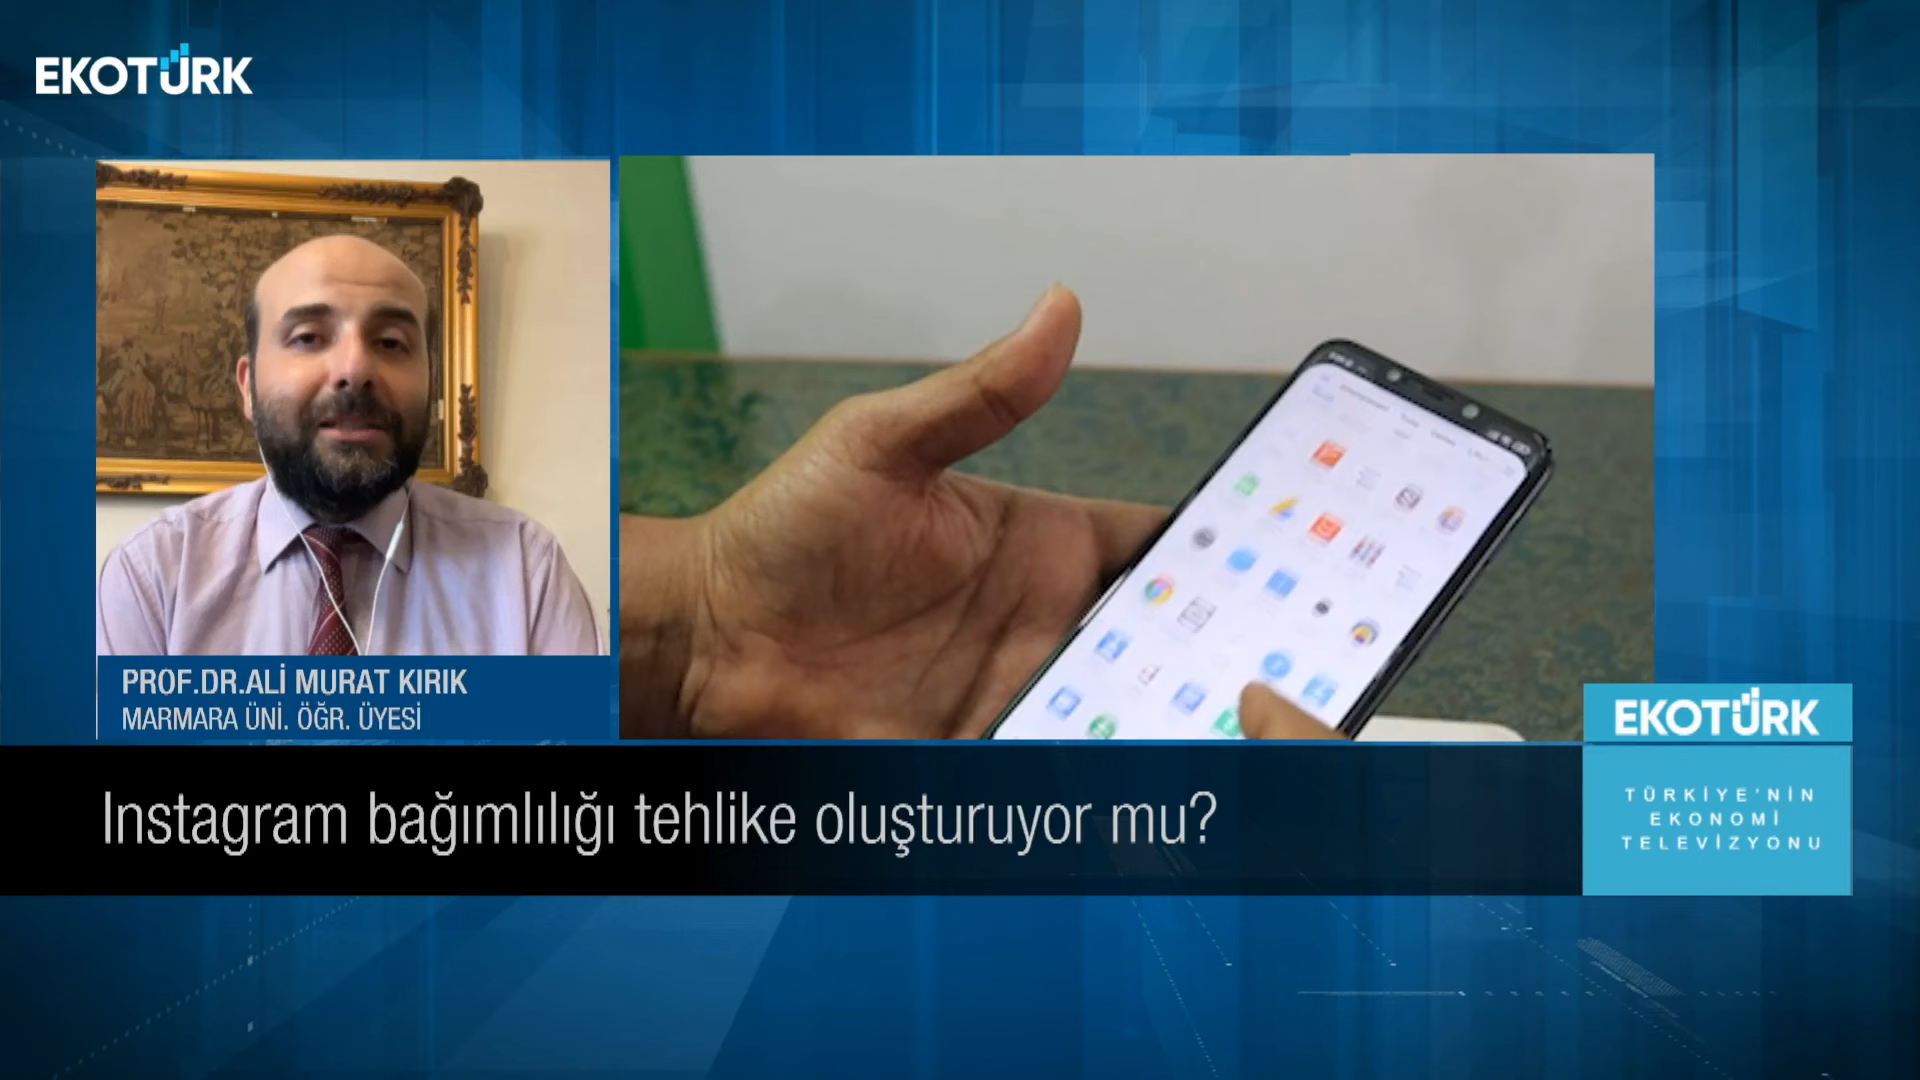 EKOTÜRK
PROF.DR.ALİ MURAT KIRIK
MARMARA ÜNİ. ÖĞR. ÜYESİ
EKOTÜRK
Instagram bağımlılığı tehlike oluşturuyor mu?
TÜRKİYE'NİN
EKONOMİ
TELEVİZYONU